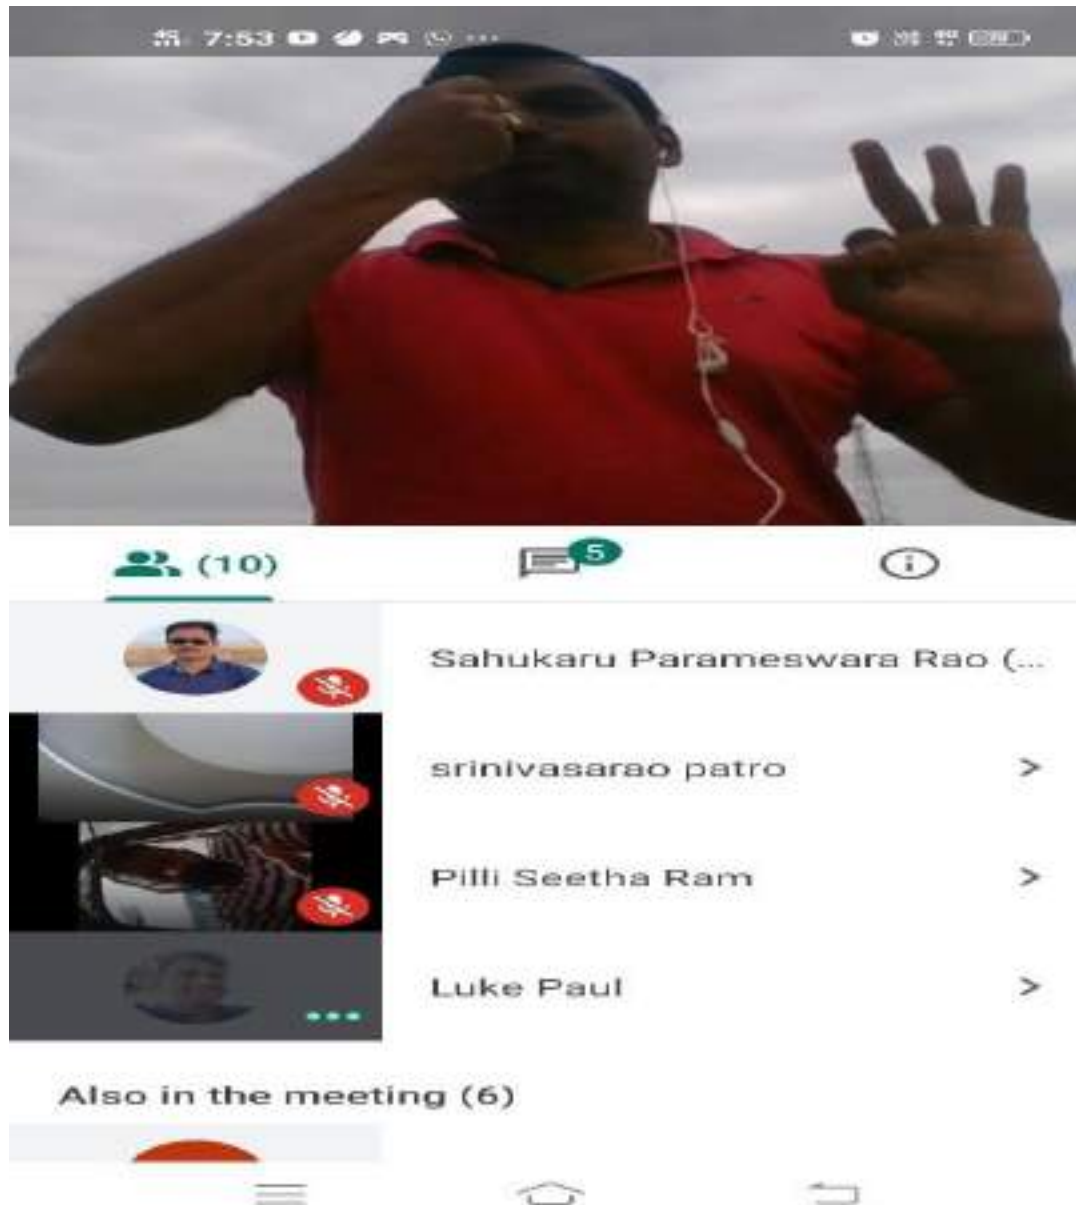 7:53
(10)
5
Sahukaru Parameswara Rao (...
srinivasarao patro
Pilli Seetha Ram
Luke Paul
Also in the meeting (6)